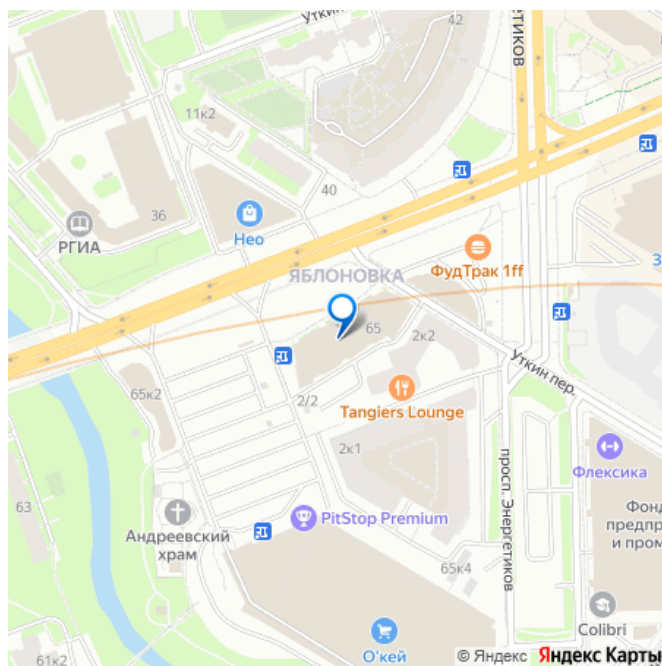 Уткин
42
ЭТИКОВ
11к2
40
36
РГИА
Нео
ФудТрак 1ff
З
ЯБЛОНОВКА
65
2к2
Уткин пер.
65к2
2/2
Tangiers Lounge
2к1
Флексика
63
PitStop Premium
просп. Энергетиков
Андреевский
храм
Фонд
предпр
и пром
65к4
Colibri
61к2
О'кей
© Яндекс Яндекс Карты